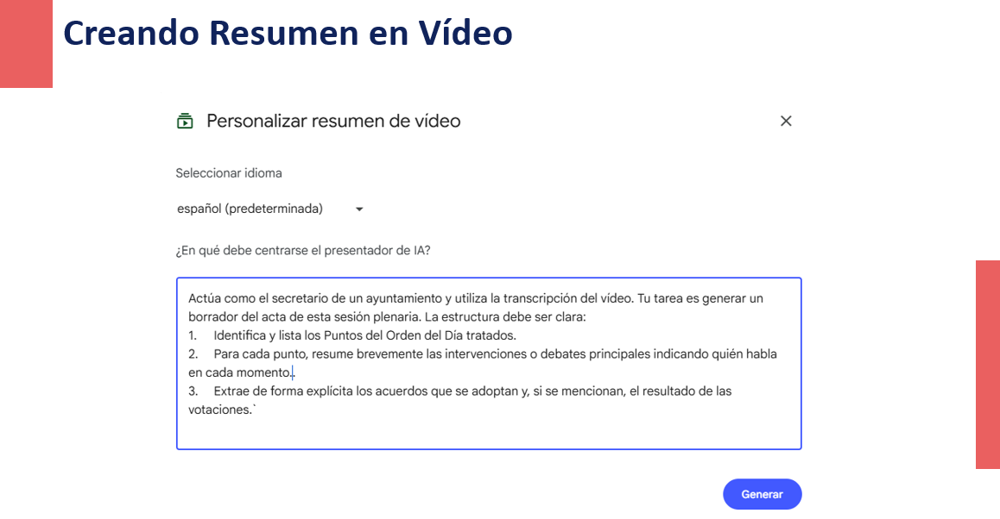 Creando Resumen en Vídeo
Personalizar resumen de vídeo
Seleccionar idioma
español (predeterminada)
¿En qué debe centrarse el presentador de IA?
Actúa como el secretario de un ayuntamiento y utiliza la transcripción del vídeo. Tu tarea es generar un
borrador del acta de esta sesión plenaria. La estructura debe ser clara:
1. Identifica y lista los Puntos del Orden del Día tratados.
2. Para cada punto, resume brevemente las intervenciones o debates principales indicando quién habla
en cada momento..
3. Extrae de forma explícita los acuerdos que se adoptan y, si se mencionan, el resultado de las
votaciones.`
Generar